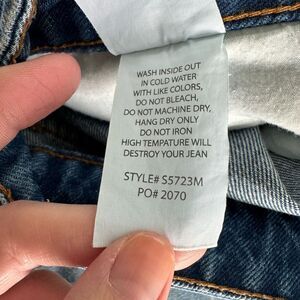 WASH INSIDE OUT
IN COLD WATER
WITH LIKE COLORS,
DO NOT BLEACH,
DO NOT MACHINE DRY,
HANG DRY ONLY
DO NOT IRON
HIGH TEMPATURE WILL
DESTROY YOUR JEAN
STYLE# S5723M
PO# 2070